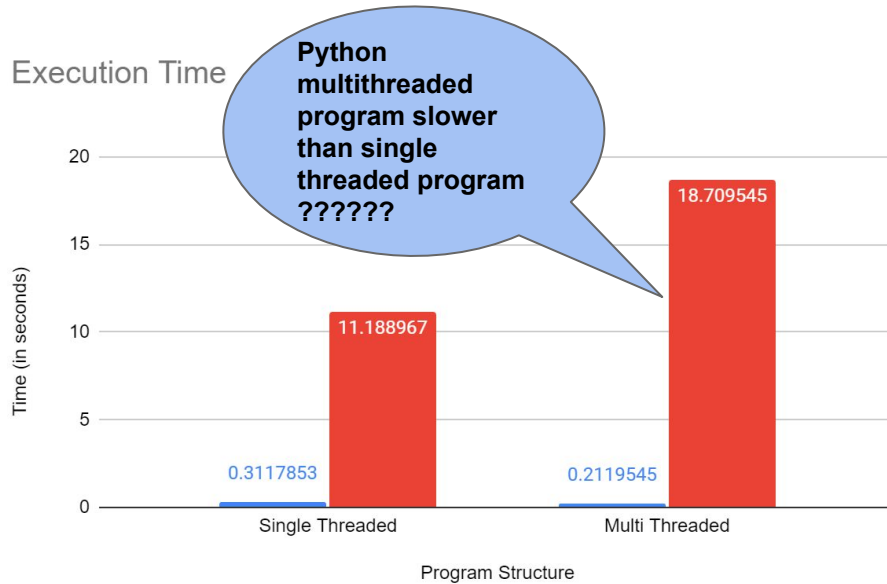 Execution Time
Python
multithreaded
program slower
than single
threaded program
??????
20
15
10
5
0
Time (in seconds)
0.3117853
11.188967
0.2119545
18.709545
Single Threaded
Multi Threaded
Program Structure